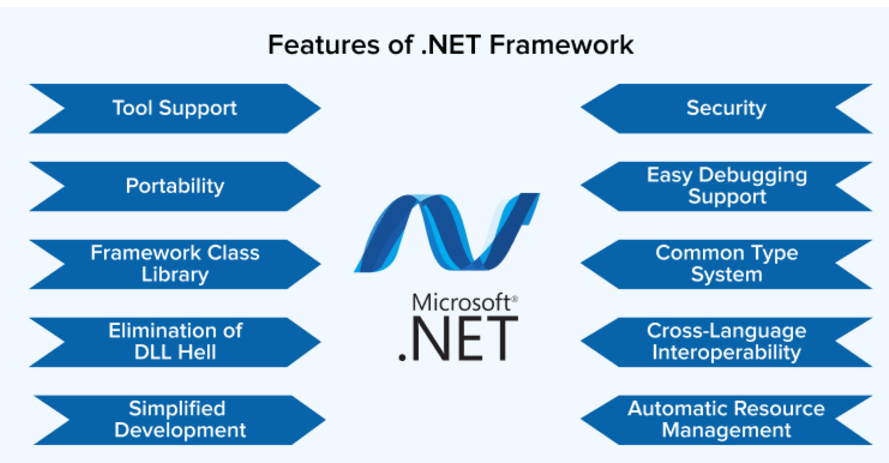 Features of .NET Framework
Tool Support
Portability
Framework Class
Library
Elimination of
DLL Hell
Simplified
Development
Microsoft®
.NET
Security
Easy Debugging
Support
Common Type
System
Cross-Language
Interoperability
Automatic Resource
Management